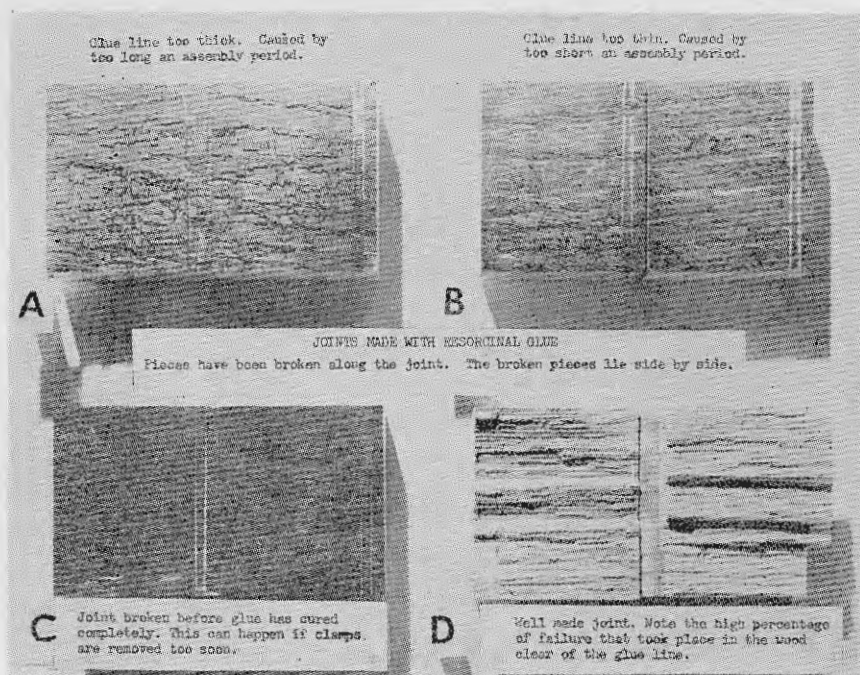 Glue line too thick. Caused by
too long an assembly period.
Glue line too thin. Caused by
too short an assembly period.
A
B
JOINTS MADE WITH RESORCINAL GLUE
Pieces have been broken along the joint. The broken pieces lie side by side.
C
Joint broken before glue has cured
completely. This can happen if clamps
are removed too soon.
D
Well made joint. Note the high percentage
of failure that took place in the wood
clear of the glue line.